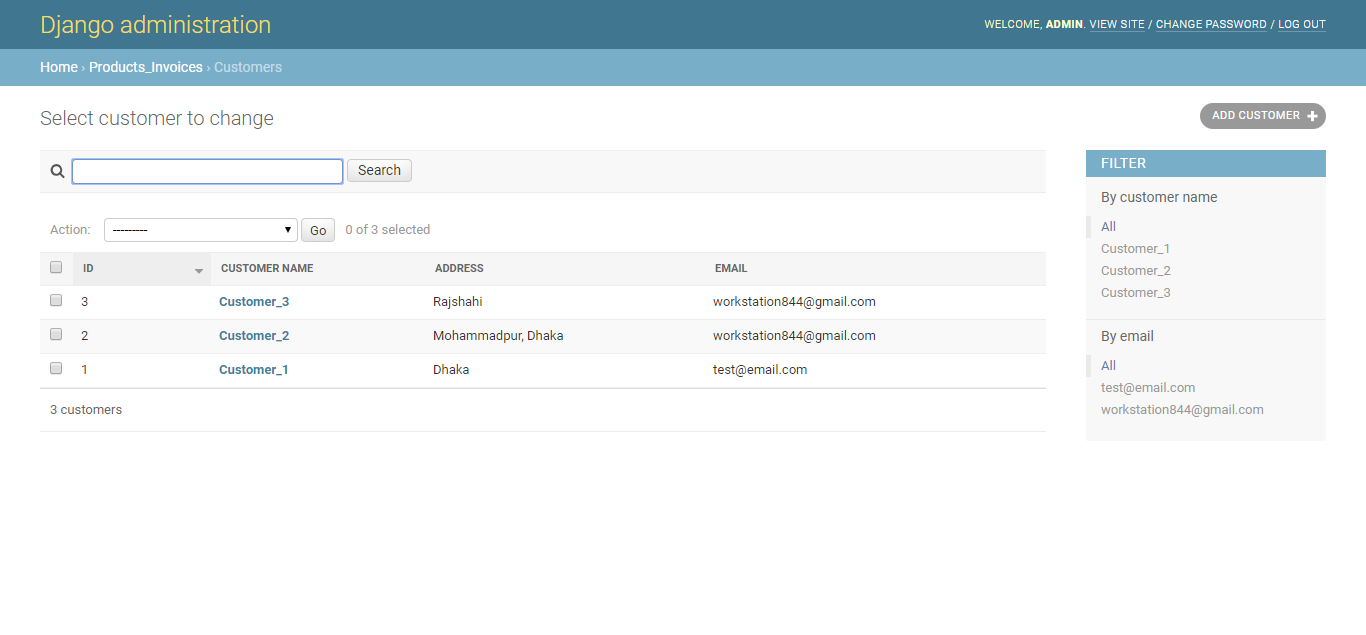 Django administration
WELCOME, ADMIN. VIEW SITE / CHANGE PASSWORD / LOG OUT
Home › Products_Invoices › Customers
Select customer to change
ADD CUSTOMER +
Search
Action: --------- Go 0 of 3 selected
ID CUSTOMER NAME ADDRESS EMAIL
3 Customer_3 Rajshahi workstation844@gmail.com
2 Customer_2 Mohammadpur, Dhaka workstation844@gmail.com
1 Customer_1 Dhaka test@email.com
3 customers
FILTER
By customer name
All
Customer_1
Customer_2
Customer_3
By email
All
test@email.com
workstation844@gmail.com